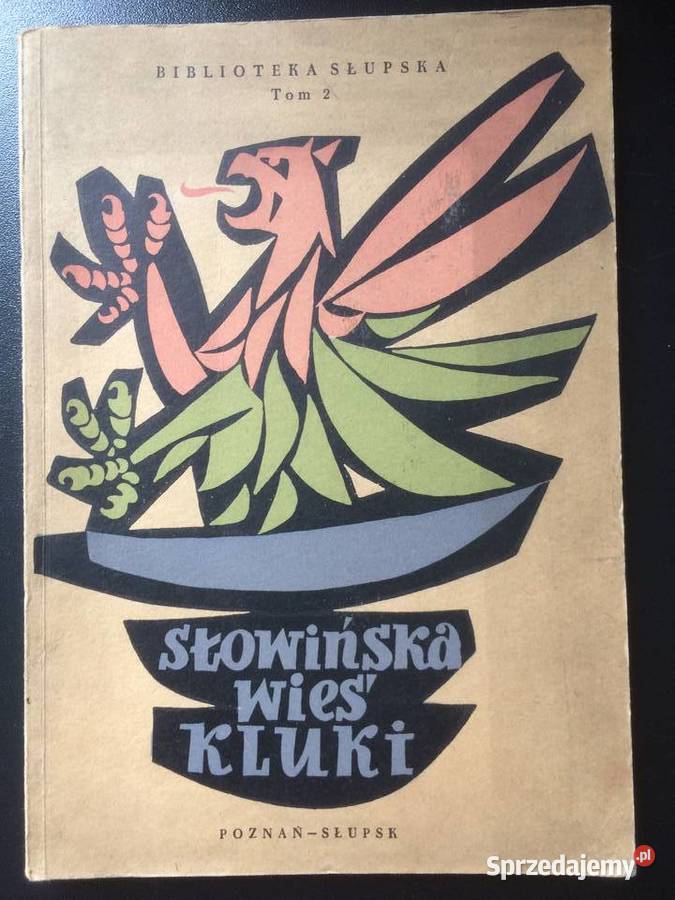 BIBLIOTEKA SŁUPSKA
Tom 2
SŁOWIŃSKA
WIEŚ
KLUKI
POZNAŃ–SŁUPSK
Sprzedajemy.pl